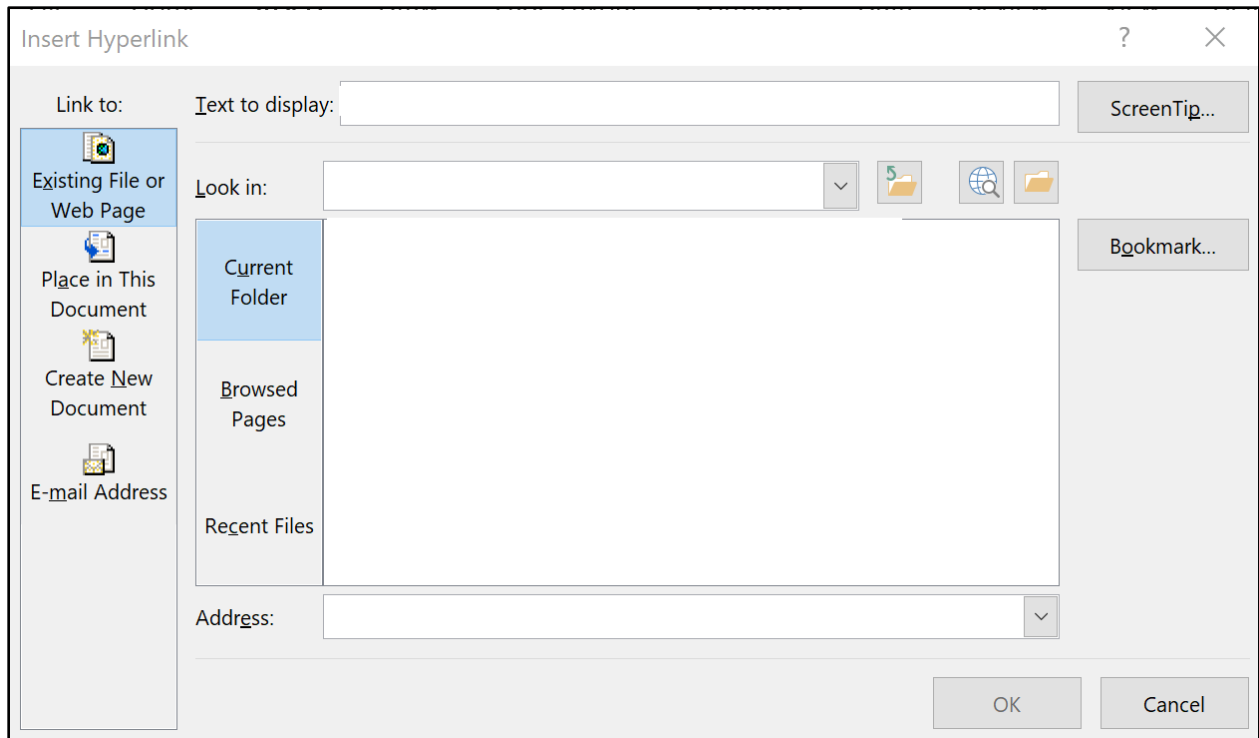 Insert Hyperlink
?
Link to:
Text to display:
ScreenTip...
Existing File or
Web Page
Look in:
Place in This
Document
Current
Folder
Bookmark...
Create New
Document
Browsed
Pages
E-mail Address
Recent Files
Address:
OK
Cancel